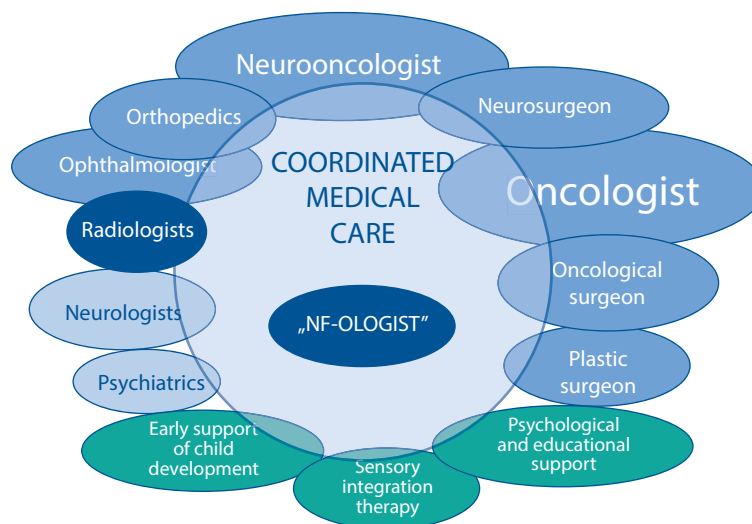 Neurooncologist
Orthopedics
Neurosurgeon
Ophthalmologist
COORDINATED
MEDICAL
CARE
Oncologist
Radiologists
Oncological
surgeon
Neurologists
„NF-OLOGIST”
Plastic
surgeon
Psychiatrics
Early support
of child
development
Psychological
and educational
support
Sensory
integration
therapy